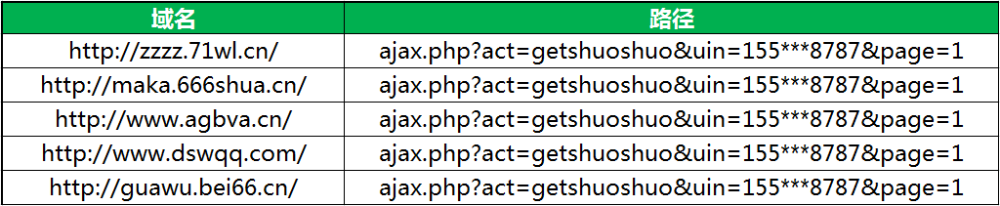 域名 路径
http://zzzz.71wl.cn/ ajax.php?act=getshuoshuo&uin=155***8787&page=1
http://maka.666shua.cn/ ajax.php?act=getshuoshuo&uin=155***8787&page=1
http://www.agbva.cn/ ajax.php?act=getshuoshuo&uin=155***8787&page=1
http://www.dswqq.com/ ajax.php?act=getshuoshuo&uin=155***8787&page=1
http://guawu.bei66.cn/ ajax.php?act=getshuoshuo&uin=155***8787&page=1